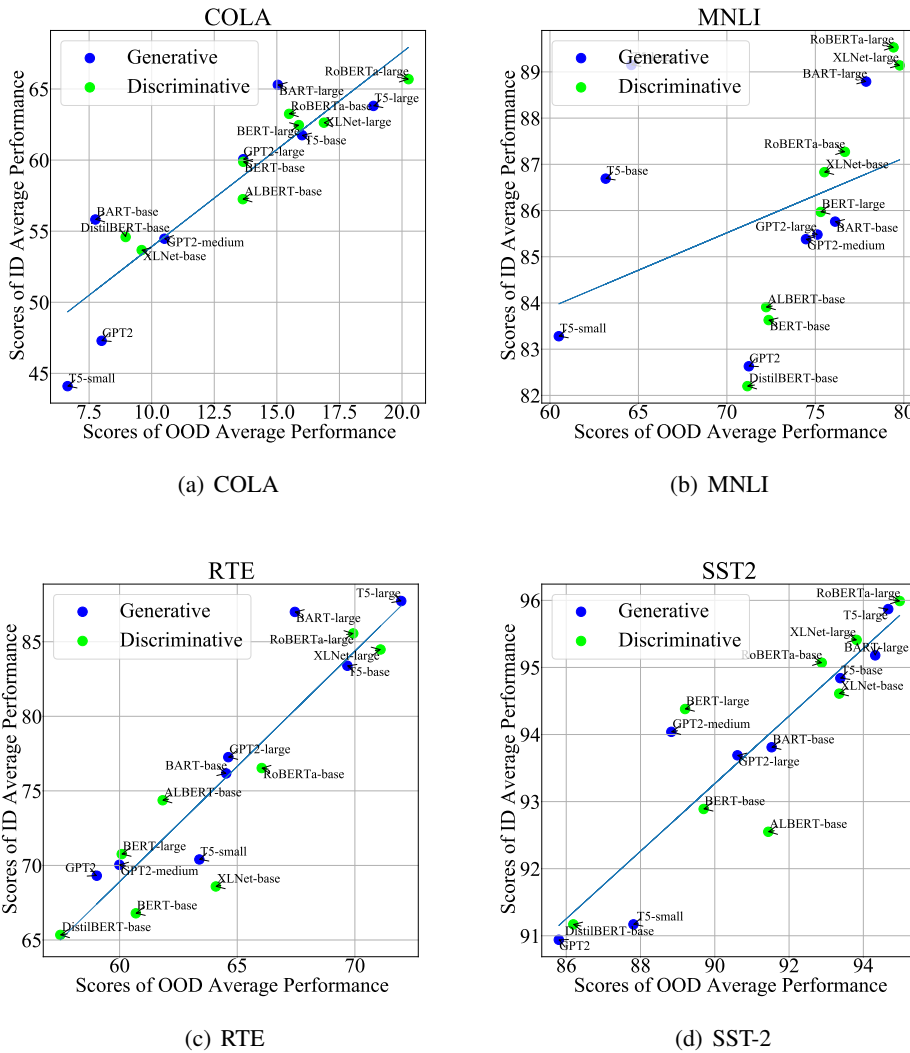 COLA
Scores of ID Average Performance
Generative
Discriminative
RoBERTa-large
BART-large
T5-large
RoBERTa-base
XLNet-large
BERT-large
T5-base
GPT2-large
BERT-base
ALBERT-base
BART-base
DistilBERT-base
GPT2-medium
XLNet-base
GPT2
T5-small
65
60
55
50
45
7.5 10.0 12.5 15.0 17.5 20.0
Scores of OOD Average Performance
(a) COLA
MNLI
Scores of ID Average Performance
Generative
Discriminative
RoBERTa-large
XLNet-large
BART-large
RoBERTa-base
XLNet-base
T5-base
BERT-large
GPT2-large
BART-base
GPT2-medium
ALBERT-base
BERT-base
T5-small
GPT2
DistilBERT-base
89
88
87
86
85
84
83
82
60 65 70 75 80
Scores of OOD Average Performance
(b) MNLI
RTE
Scores of ID Average Performance
Generative
Discriminative
T5-large
BART-large
RoBERTa-large
XLNet-large
T5-base
GPT2-large
BART-base
RoBERTa-base
ALBERT-base
BERT-large
T5-small
GPT2
GPT2-medium
XLNet-base
BERT-base
DistilBERT-base
85
80
75
70
65
60 65 70
Scores of OOD Average Performance
(c) RTE
SST2
Scores of ID Average Performance
Generative
Discriminative
RoBERTa-large
T5-large
XLNet-large
BART-large
RoBERTa-base
T5-base
XLNet-base
BERT-large
GPT2-medium
BART-base
GPT2-large
BERT-base
ALBERT-base
T5-small
DistilBERT-base
GPT2
96
95
94
93
92
91
86 88 90 92 94
Scores of OOD Average Performance
(d) SST-2